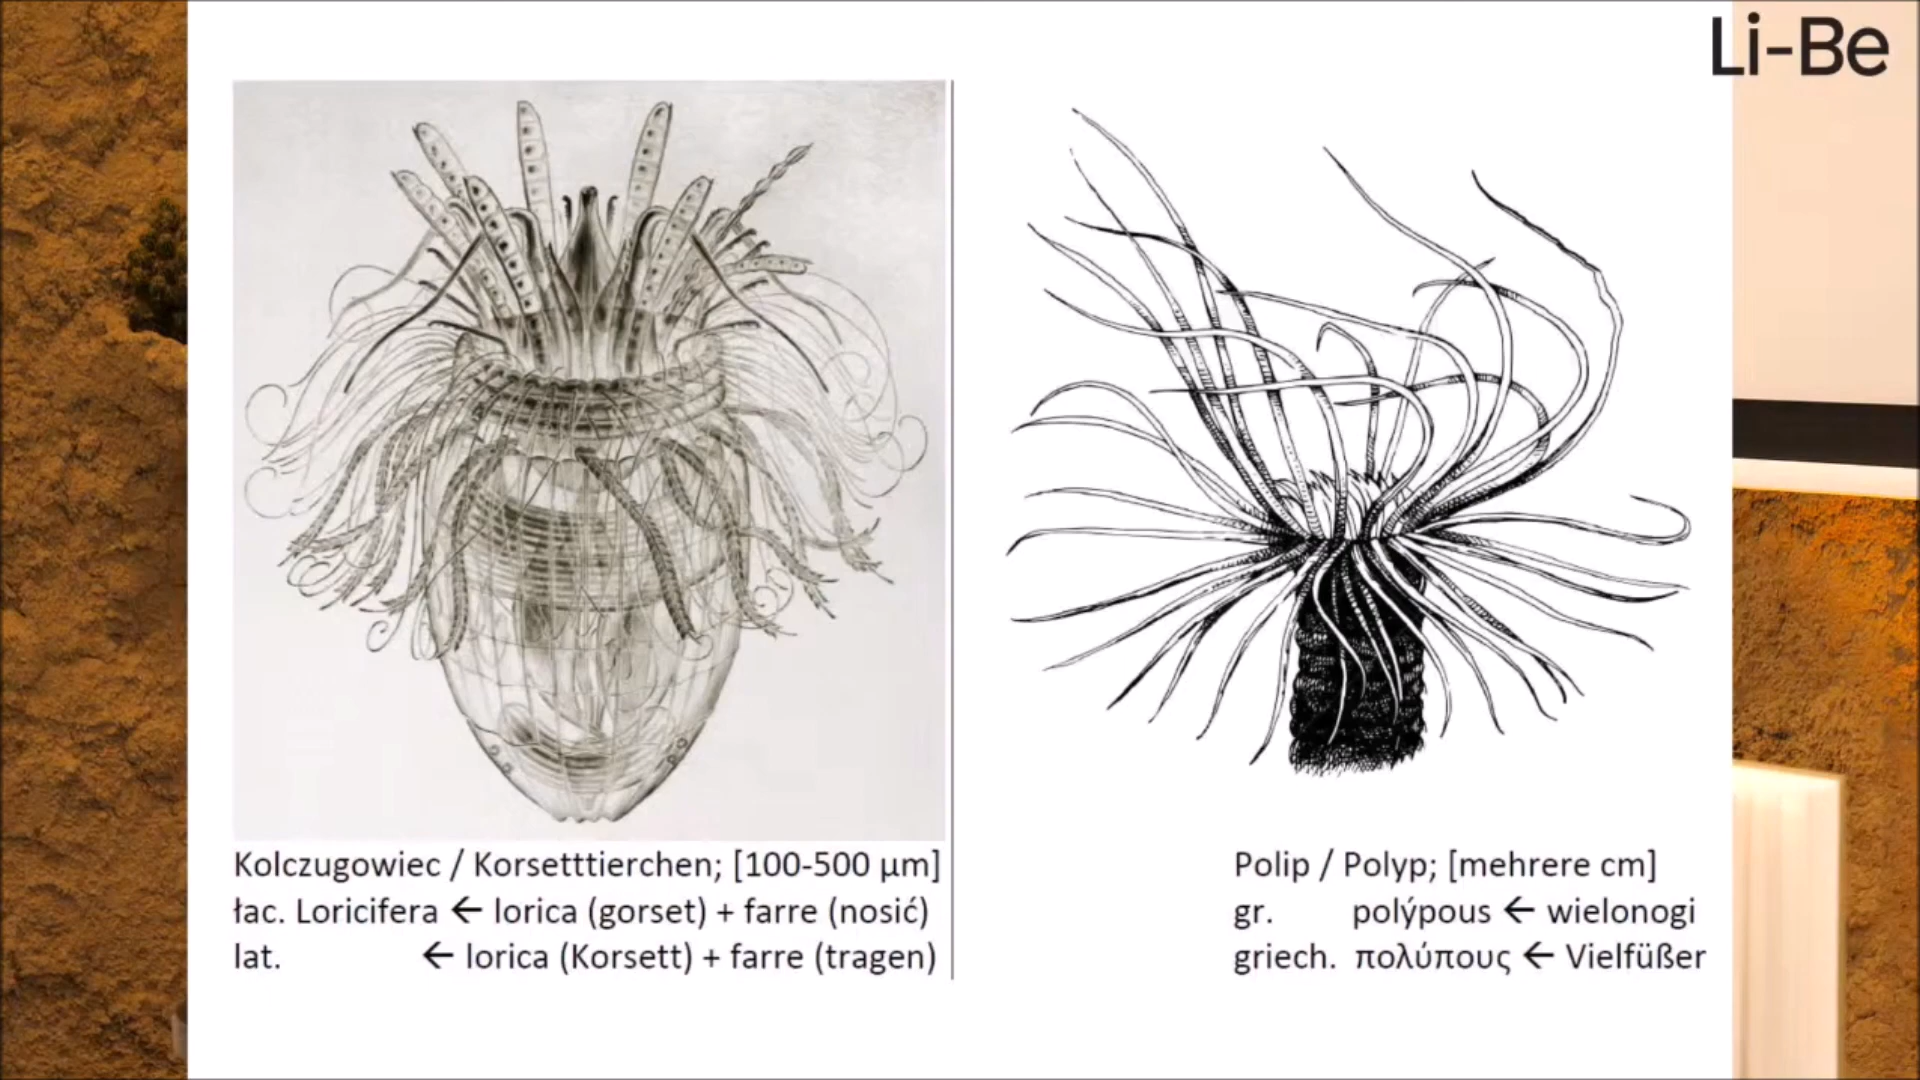 Li-Be
Kolczugowiec / Korsetttierchen; [100-500 µm]
łac. Loricifera ← lorica (gorset) + farre (nosić)
lat. ← lorica (Korsett) + farre (tragen)
Polip / Polyp; [mehrere cm]
gr. polýpous ← wielonogi
griech. πολύπους ← Vielfüßer